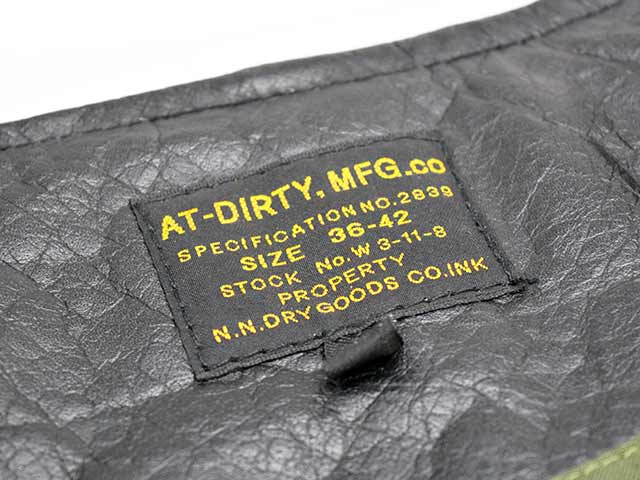 AT-DIRTY, MFG.CO
SPECIFICATION NO.2839
SIZE 36-42
STOCK No.W 3-11-8
PROPERTY
N.N.DRY GOODS CO.INK